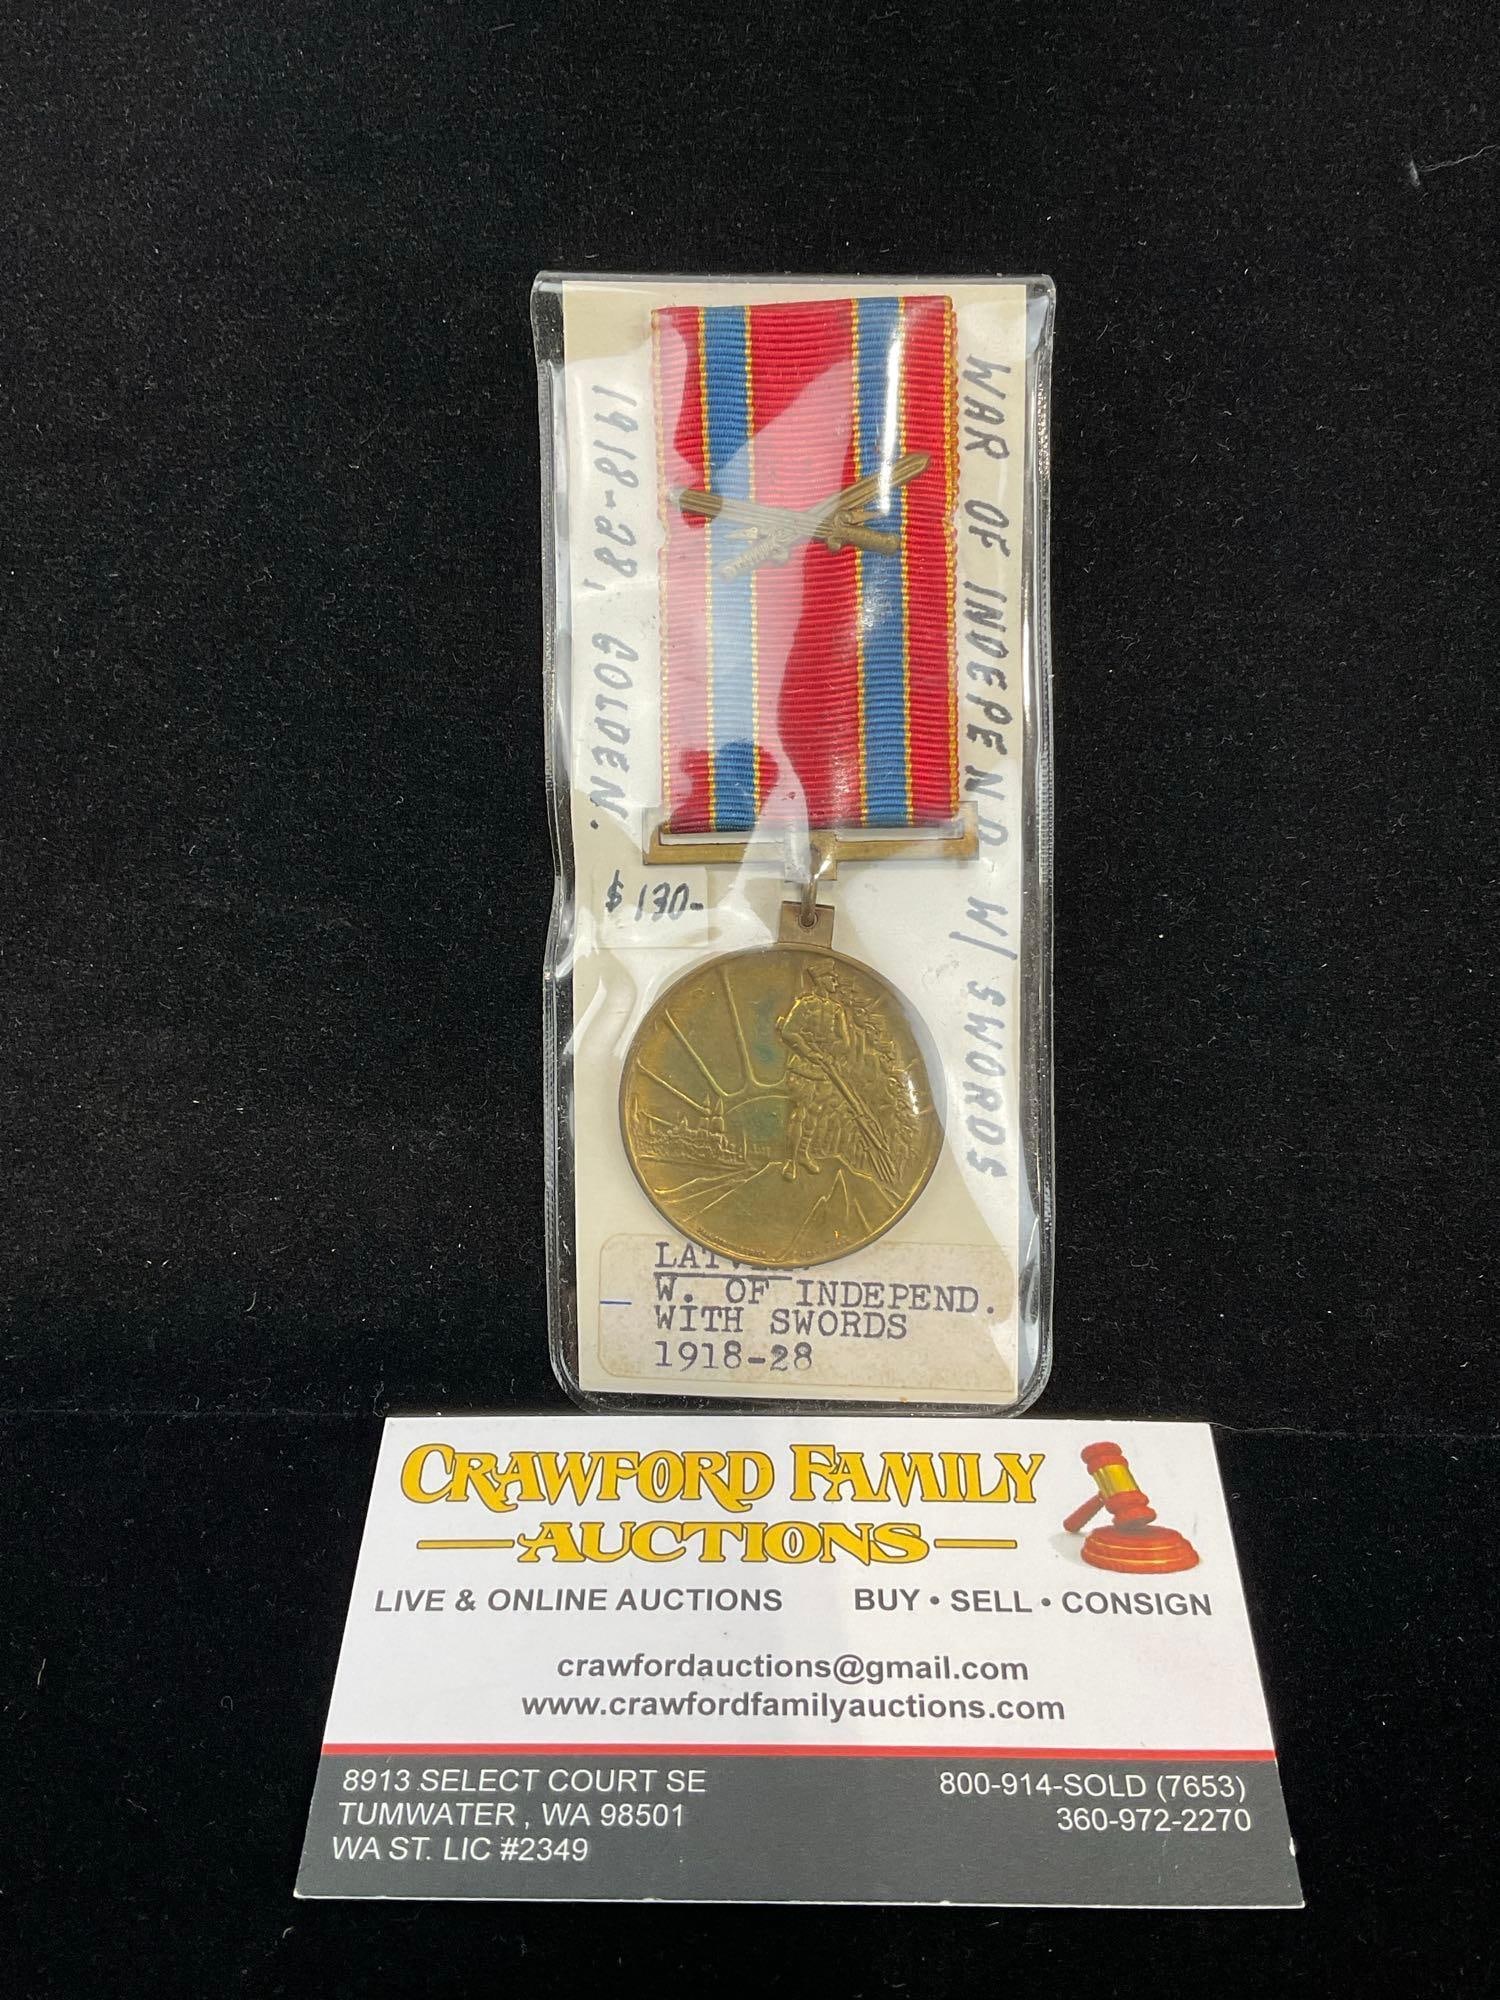 WAR OF INDEPEND. W/ SWORDS
1918-28, GOLDEN.
$130-
W. OF INDEPEND.
WITH SWORDS
1918-28
CRAWFORD FAMILY
AUCTIONS
LIVE & ONLINE AUCTIONS BUY • SELL • CONSIGN
crawfordauctions@gmail.com
www.crawfordfamilyauctions.com
8913 SELECT COURT SE 800-914-SOLD (7653)
TUMWATER, WA 98501 360-972-2270
WA ST. LIC #2349